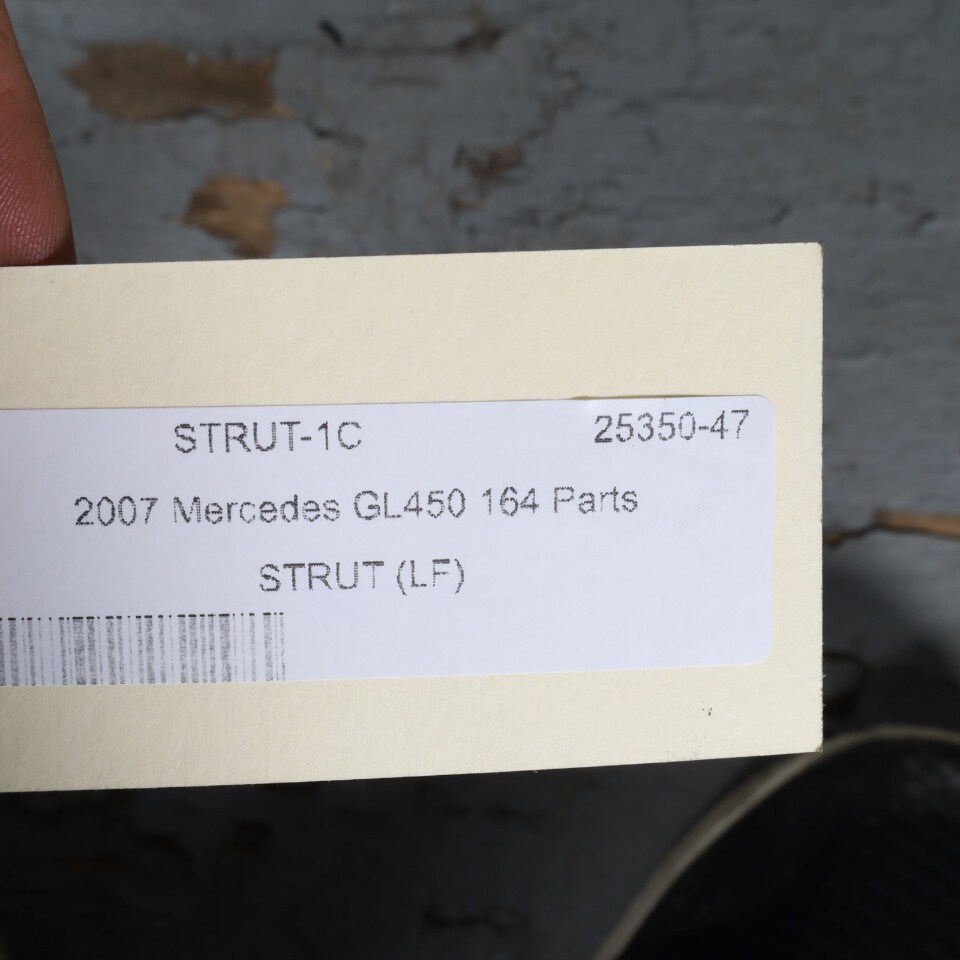 STRUT-1C 25350-47
2007 Mercedes GL450 164 Parts
STRUT (LF)